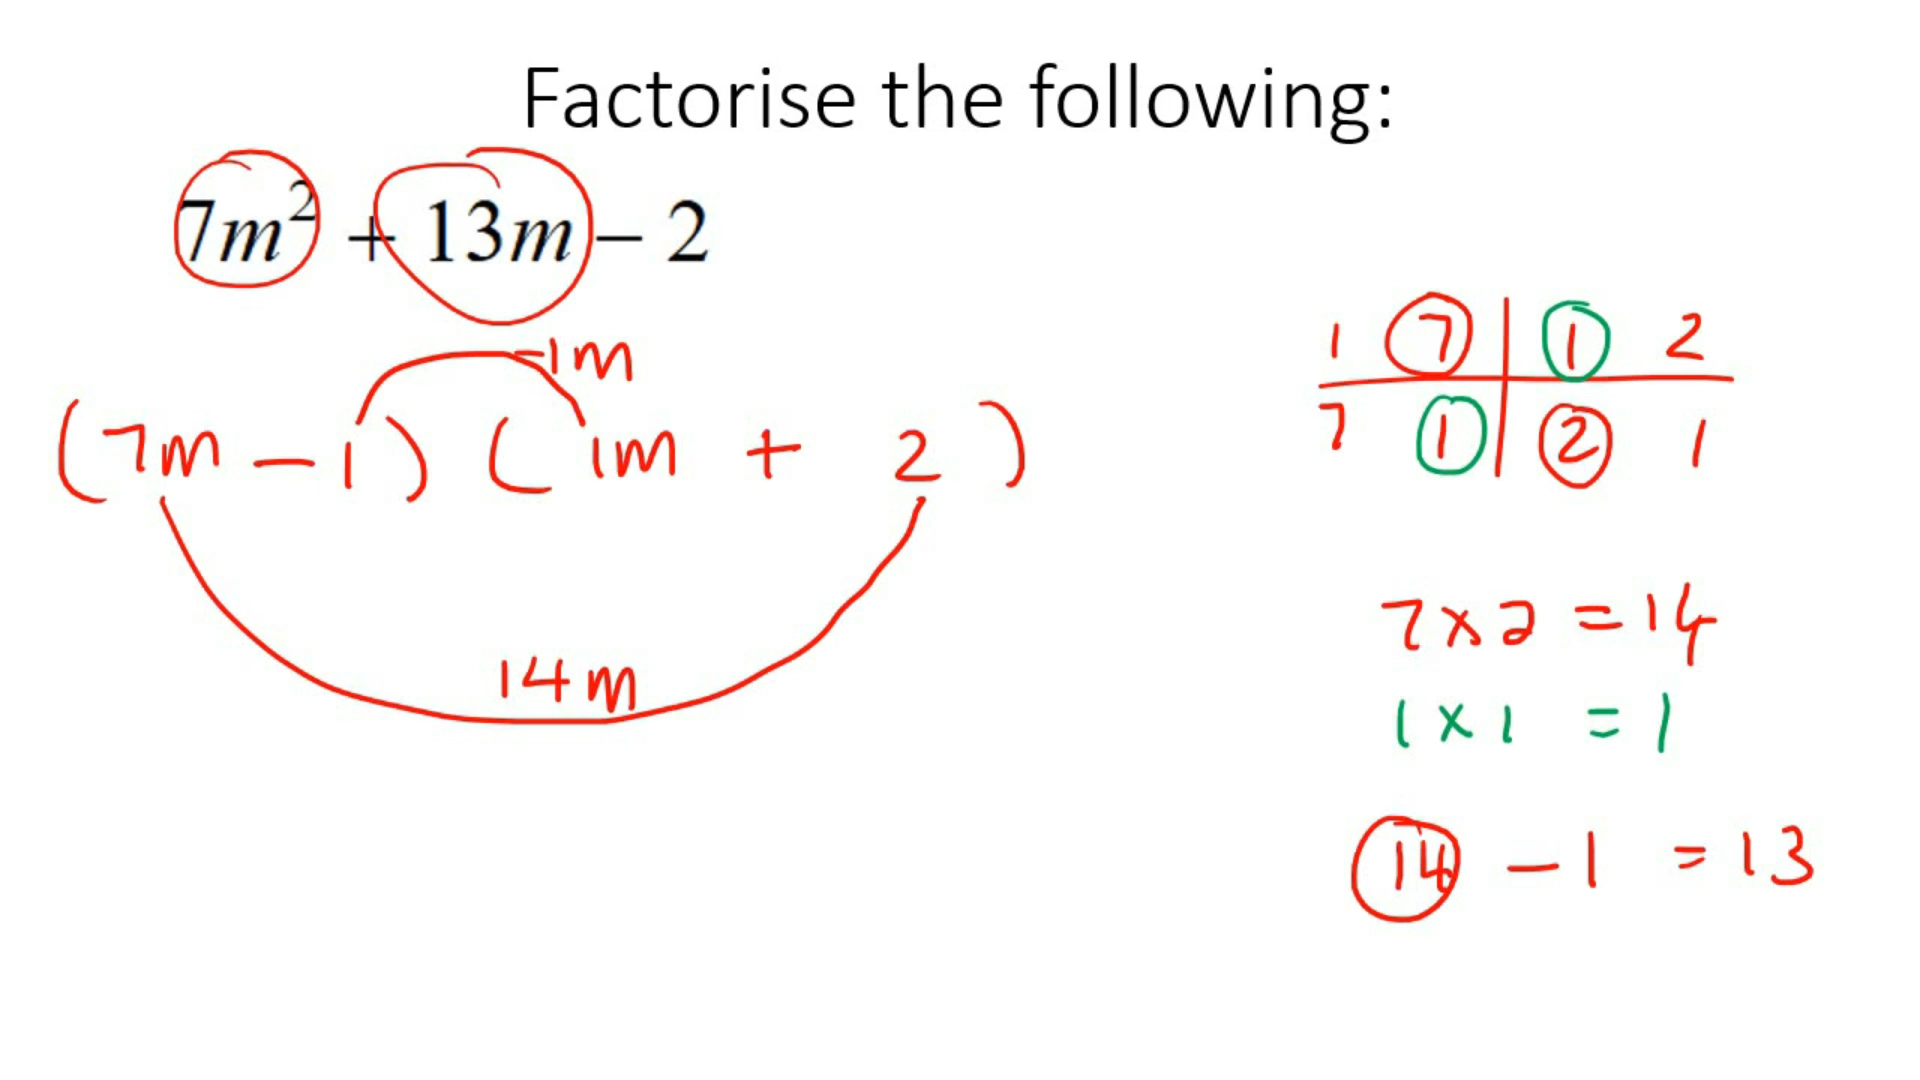 Factorise the following:
7m² + 13m – 2
-1m
(7m - 1) (1m + 2)
14m
1 7 | 1 2
7 1 | 2 1
7 × 2 = 14
1 × 1 = 1
14 - 1 = 13